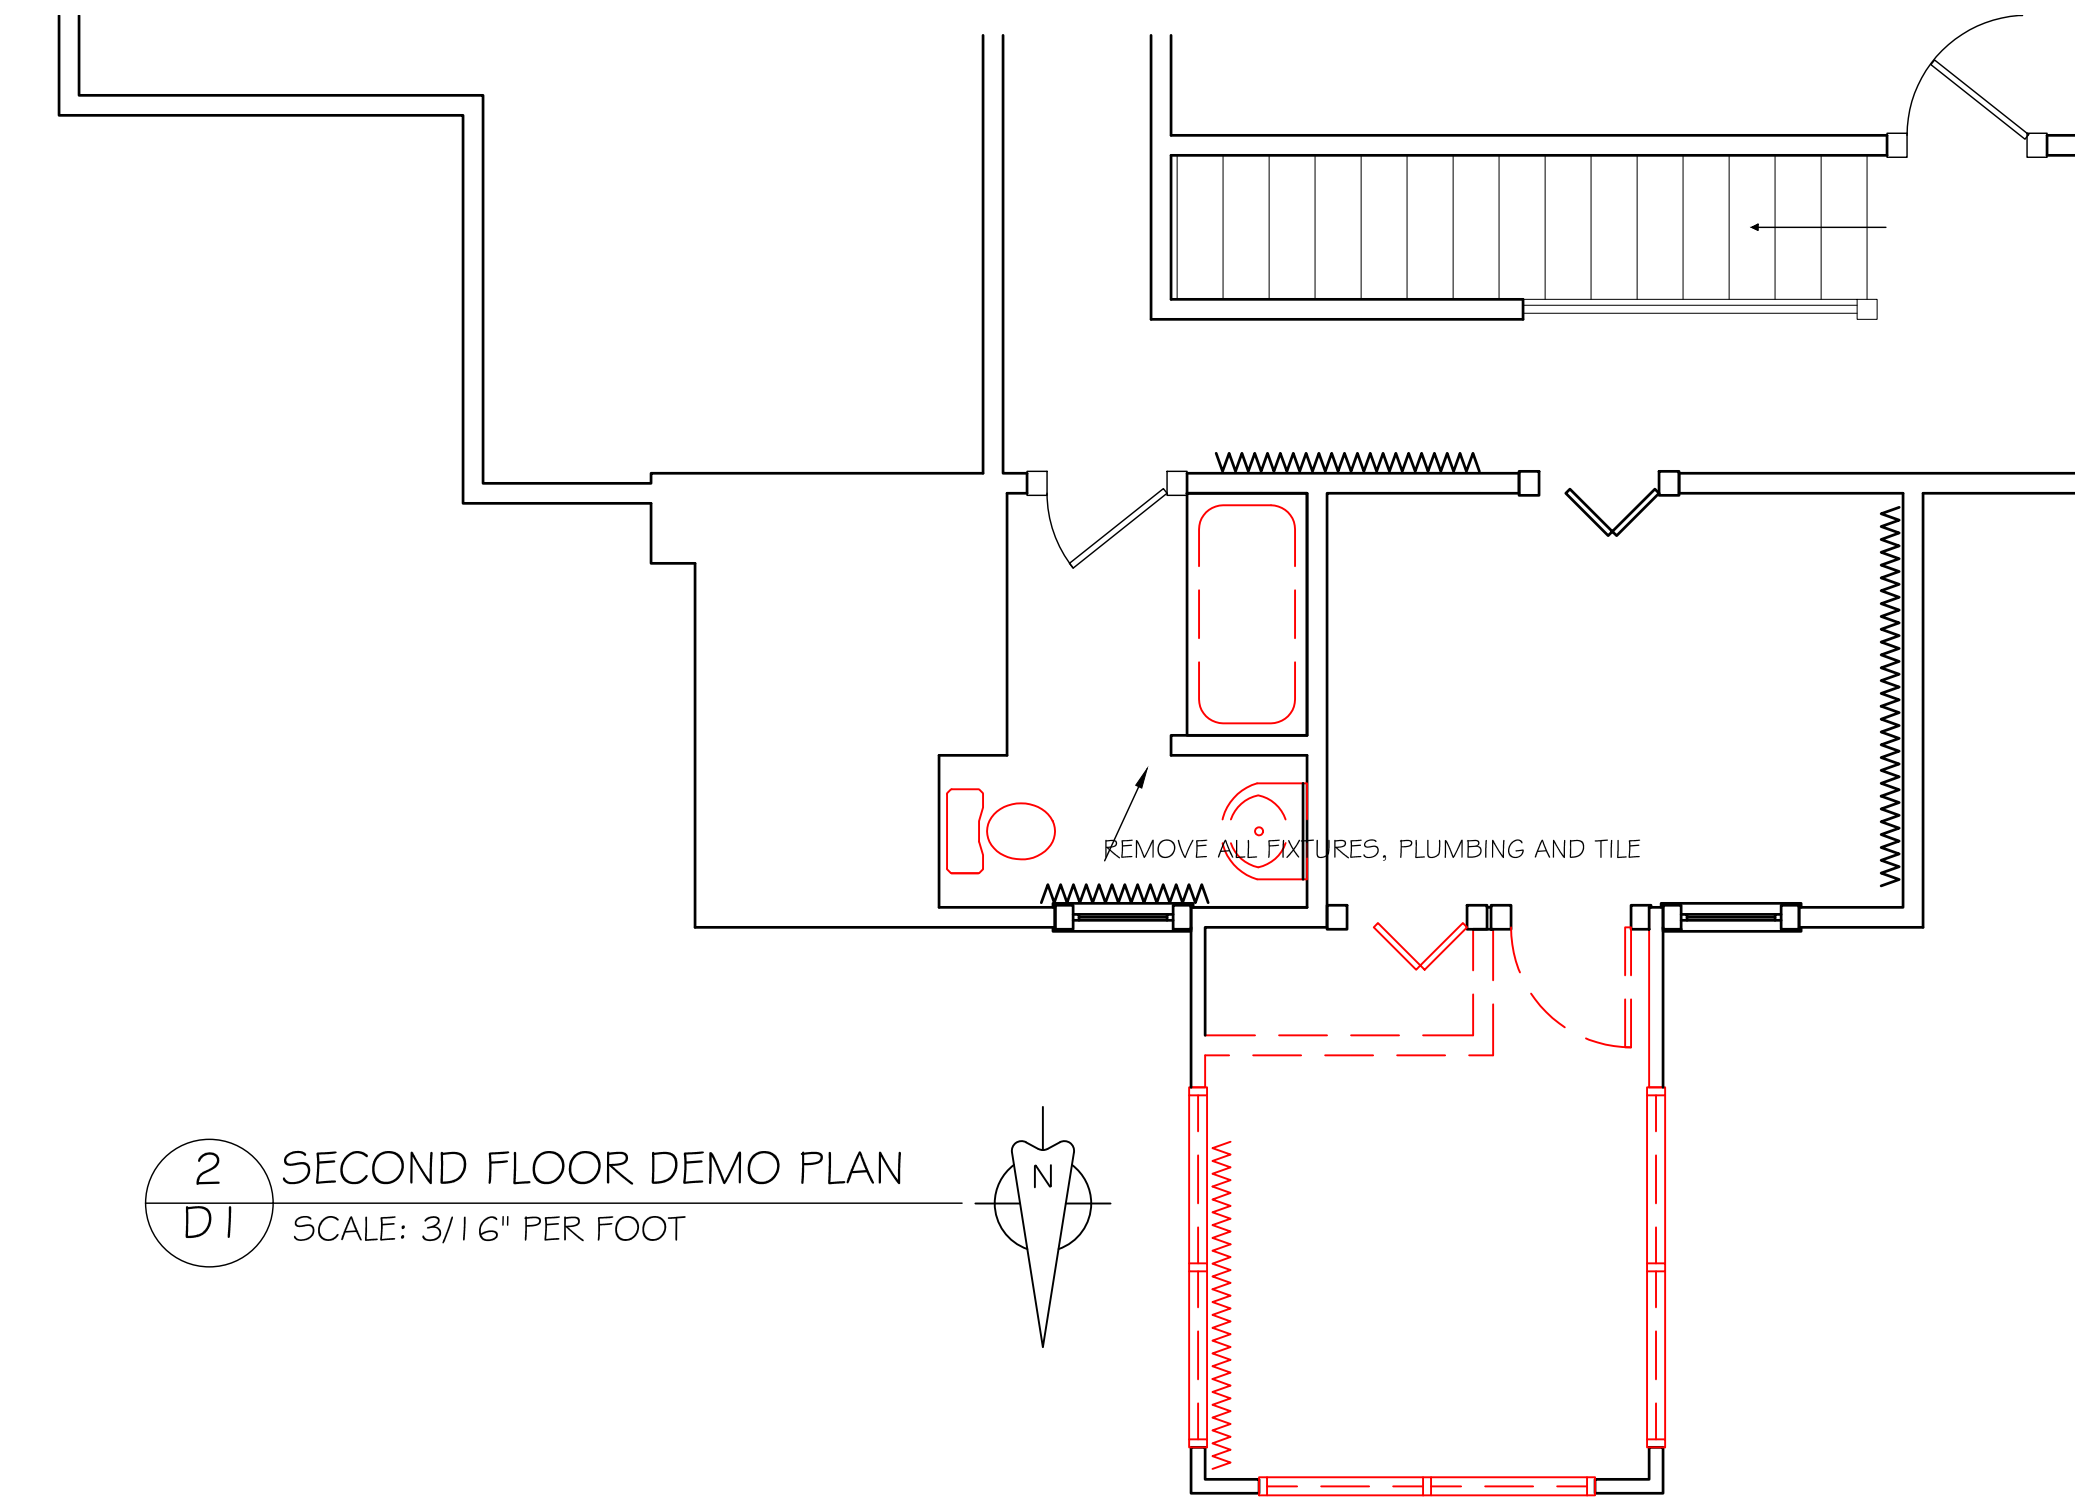 REMOVE ALL FIXTURES, PLUMBING AND TILE
2
SECOND FLOOR DEMO PLAN
D1
SCALE: 3/16" PER FOOT
N